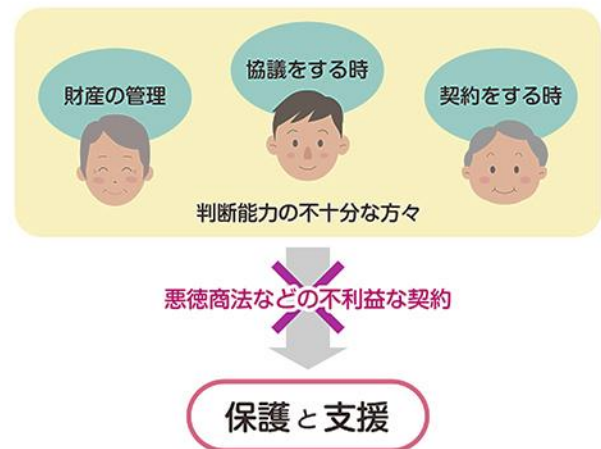 財産の管理
協議をする時
契約をする時
判断能力の不十分な方々
悪徳商法などの不利益な契約
保護と支援